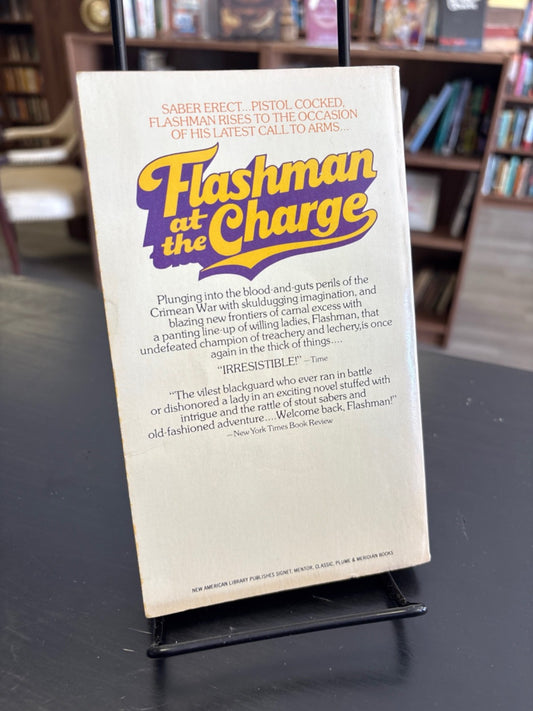 SABER ERECT...PISTOL COCKED,
FLASHMAN RISES TO THE OCCASION
OF HIS LATEST CALL TO ARMS...
Flashman
at
the Charge
Plunging into the blood-and-guts perils of the
Crimean War with skulldugging imagination, and
blazing new frontiers of carnal excess with
a panting line-up of willing ladies, Flashman, that
undefeated champion of treachery and lechery, is once
again in the thick of things....
"IRRESISTIBLE!" —Time
"The vilest blackguard who ever ran in battle
or dishonored a lady in an exciting novel stuffed with
intrigue and the rattle of stout sabers and
old-fashioned adventure....Welcome back, Flashman!"
—New York Times Book Review
NEW AMERICAN LIBRARY PUBLISHES SIGNET, MENTOR, CLASSIC, PLUME & MERIDIAN BOOKS